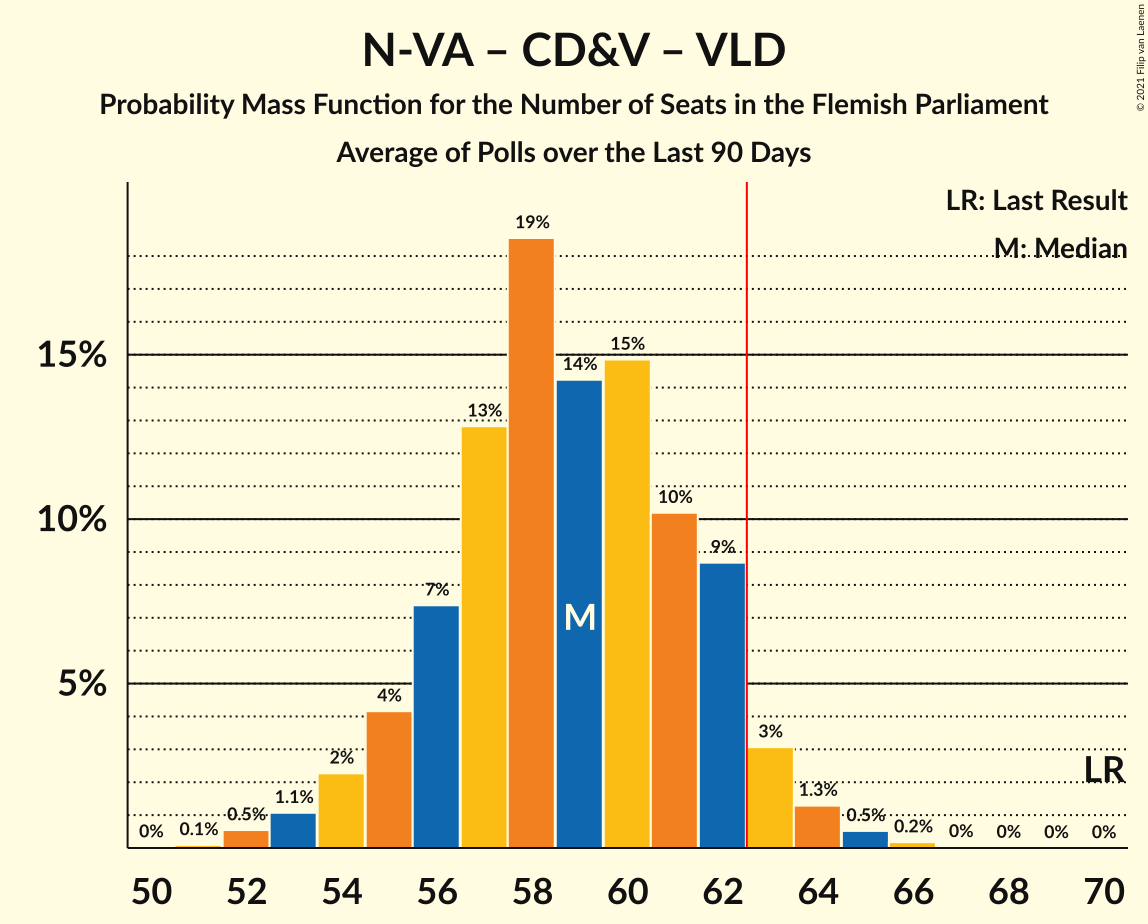 N-VA – CD&V – VLD
Probability Mass Function for the Number of Seats in the Flemish Parliament
Average of Polls over the Last 90 Days
© 2021 Filip van Laenen
LR: Last Result
M: Median
15%
10%
5%
0%
0.1%
0.5%
1.1%
2%
4%
7%
13%
19%
14%
15%
10%
9%
3%
1.3%
0.5%
0.2%
0%
0%
0%
0%
M
LR
50 52 54 56 58 60 62 64 66 68 70